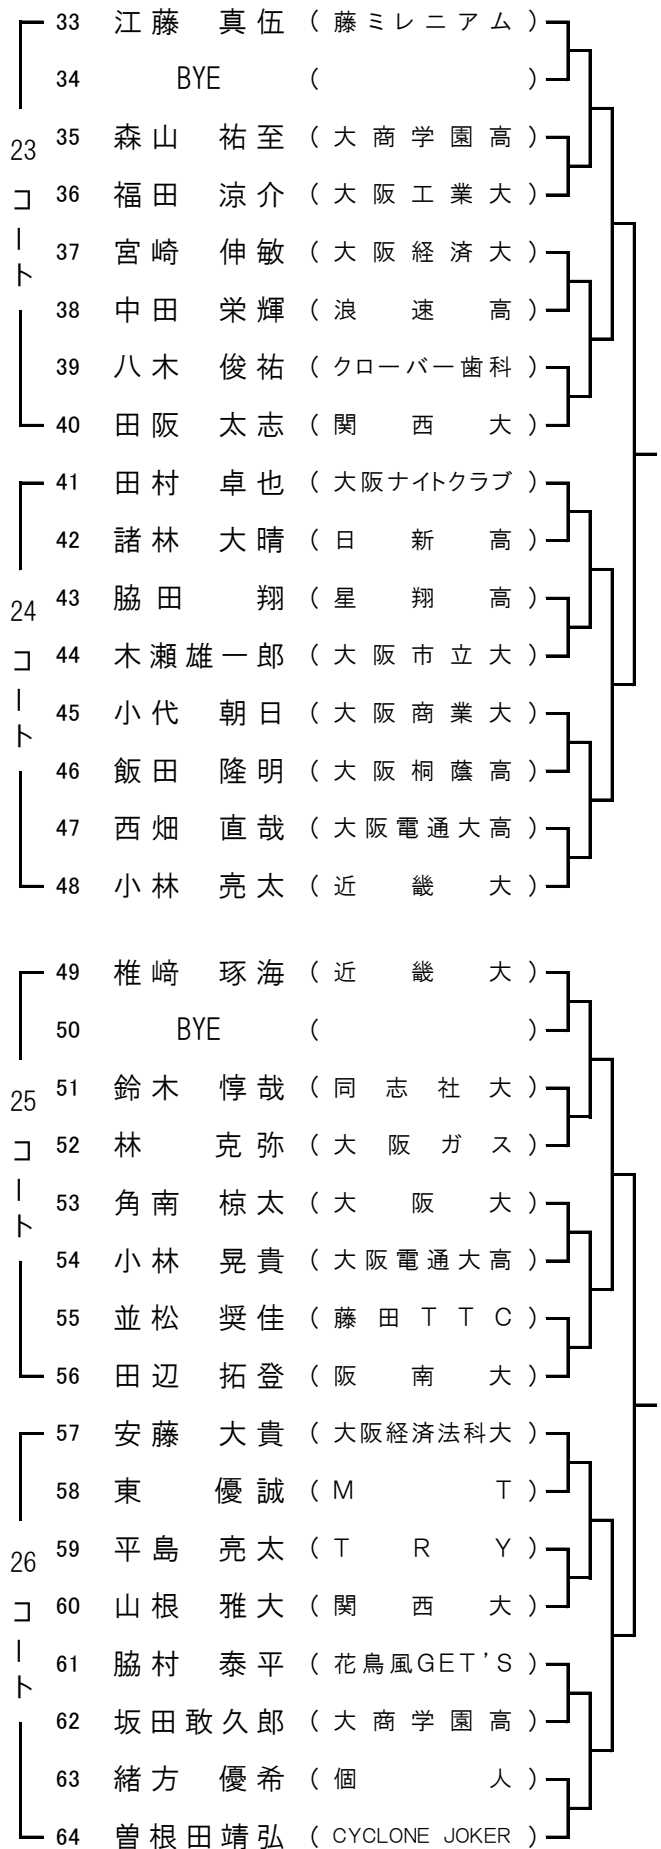 33 江藤 真伍 (藤ミレニアム)
34 BYE ( )
35 森山 祐至 (大商学園高)
36 福田 涼介 (大阪工業大)
37 宮崎 伸敏 (大阪経済大)
38 中田 栄輝 (浪速高)
39 八木 俊祐 (クローバー歯科)
40 田阪 太志 (関西大)
23コート
41 田村 卓也 (大阪ナイトクラブ)
42 諸林 大晴 (日新高)
43 脇田 翔 (星翔高)
44 木瀬雄一郎 (大阪市立大)
45 小代 朝日 (大阪商業大)
46 飯田 隆明 (大阪桐蔭高)
47 西畑 直哉 (大阪電通大高)
48 小林 亮太 (近畿大)
24コート
49 椎﨑 琢海 (近畿大)
50 BYE ( )
51 鈴木 惇哉 (同志社大)
52 林 克弥 (大阪ガス)
53 角南 椋太 (大阪大)
54 小林 晃貴 (大阪電通大高)
55 並松 奨佳 (藤田TTC)
56 田辺 拓登 (阪南大)
25コート
57 安藤 大貴 (大阪経済法科大)
58 東 優誠 (MT)
59 平島 亮太 (TRY)
60 山根 雅大 (関西大)
61 脇村 泰平 (花鳥風GET'S)
62 坂田敢久郎 (大商学園高)
63 緒方 優希 (個人)
64 曽根田靖弘 (CYCLONE JOKER)
26コート